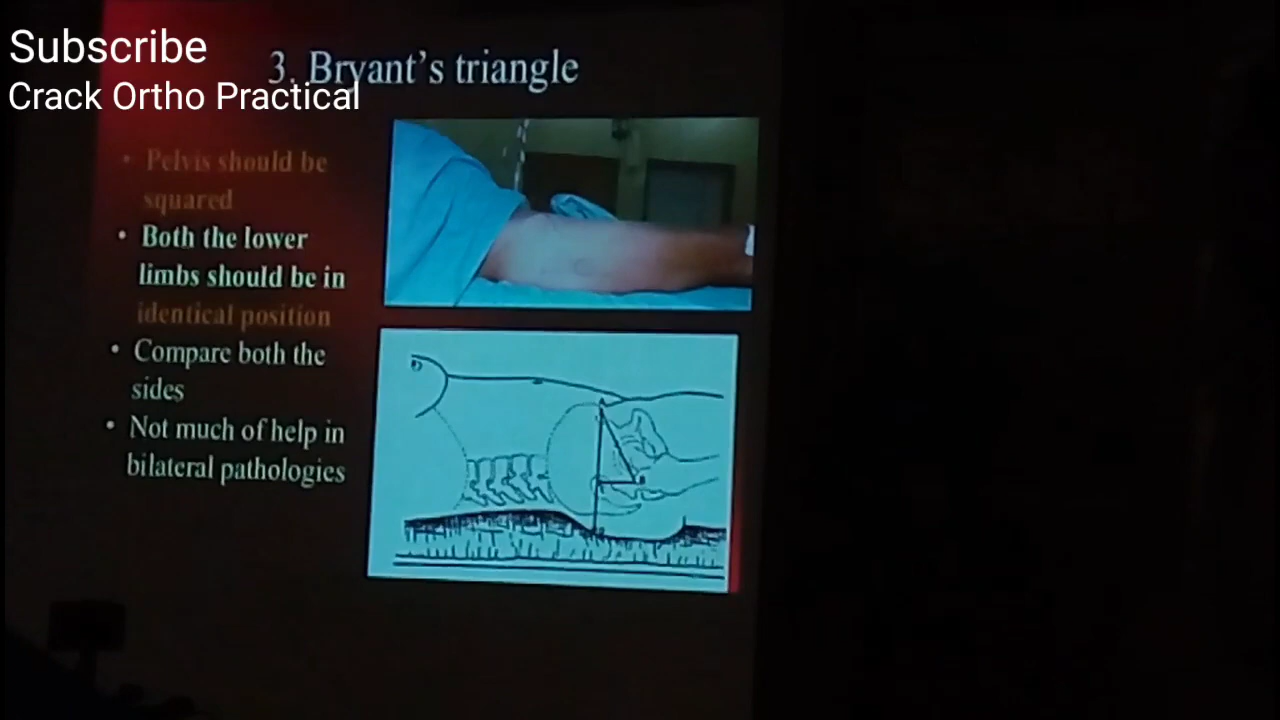 Subscribe
Crack Ortho Practical
3. Bryant's triangle
• Pelvis should be
squared
• Both the lower
limbs should be in
identical position
• Compare both the
sides
• Not much of help in
bilateral pathologies